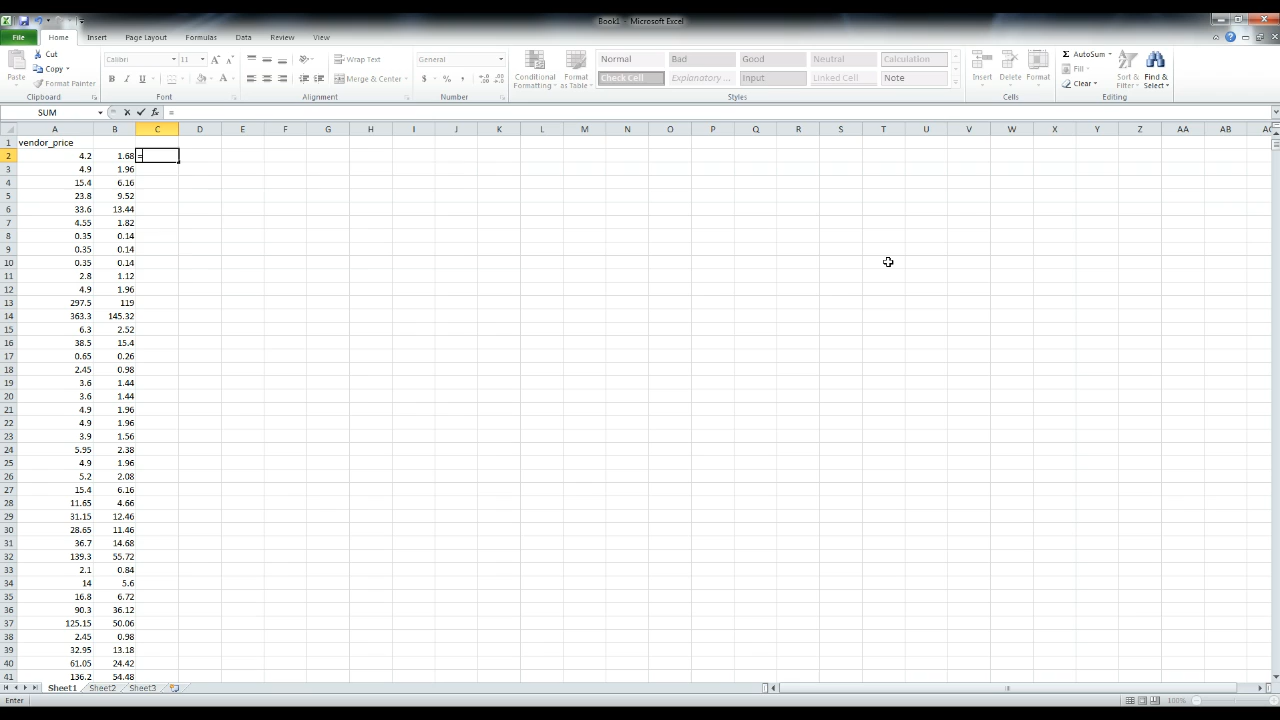 Book1 - Microsoft Excel
File Home Insert Page Layout Formulas Data Review View
Cut
Copy
Format Painter
Paste
Clipboard
Calibri 11
B I U
Font
Wrap Text
Merge Center
Alignment
General
$ % ,
Number
Conditional Formatting
Format as Table
Normal Bad Good Neutral Calculation
Check Cell Explanatory ... Input Linked Cell Note
Styles
Insert Delete Format
Cells
AutoSum
Fill
Clear
Sort & Filter
Find & Select
Editing
SUM fx =
A B C D E F G H I J K L M N O P Q R S T U V W X Y Z AA AB AC
1 vendor_price
2 4.2 1.68 =
3 4.9 1.96
4 15.4 6.16
5 23.8 9.52
6 33.6 13.44
7 4.55 1.82
8 0.35 0.14
9 0.35 0.14
10 0.35 0.14
11 2.8 1.12
12 4.9 1.96
13 297.5 119
14 363.3 145.32
15 6.3 2.52
16 38.5 15.4
17 0.65 0.26
18 2.45 0.98
19 3.6 1.44
20 3.6 1.44
21 4.9 1.96
22 4.9 1.96
23 3.9 1.56
24 5.95 2.38
25 4.9 1.96
26 5.2 2.08
27 15.4 6.16
28 11.65 4.66
29 31.15 12.46
30 28.65 11.46
31 36.7 14.68
32 139.3 55.72
33 2.1 0.84
34 14 5.6
35 16.8 6.72
36 90.3 36.12
37 125.15 50.06
38 2.45 0.98
39 32.95 13.18
40 61.05 24.42
41 136.2 54.48
Sheet1 Sheet2 Sheet3
Enter 100%